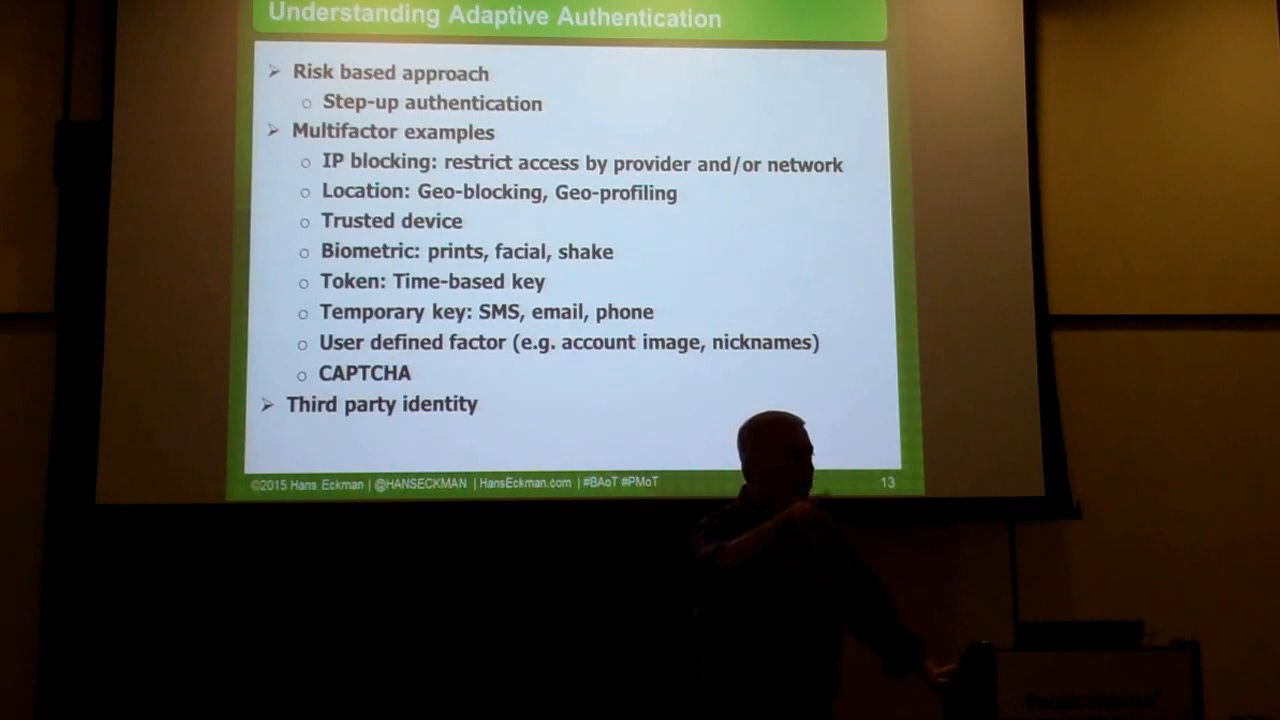 Understanding Adaptive Authentication
➢ Risk based approach
○ Step-up authentication
➢ Multifactor examples
○ IP blocking: restrict access by provider and/or network
○ Location: Geo-blocking, Geo-profiling
○ Trusted device
○ Biometric: prints, facial, shake
○ Token: Time-based key
○ Temporary key: SMS, email, phone
○ User defined factor (e.g. account image, nicknames)
○ CAPTCHA
➢ Third party identity
©2015 Hans Eckman | @HANSECKMAN | HansEckman.com | #BAoT #PMoT 13